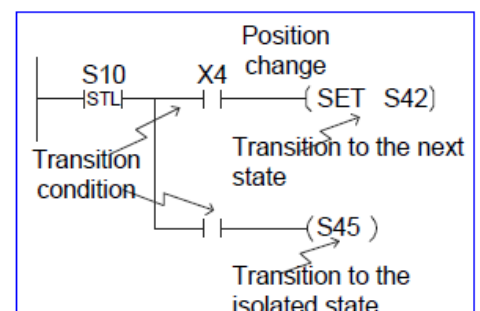 Position
change
S10
X4
STL
(SET S42)
Transition
condition
Transition to the next
state
(S45 )
Transition to the
isolated state